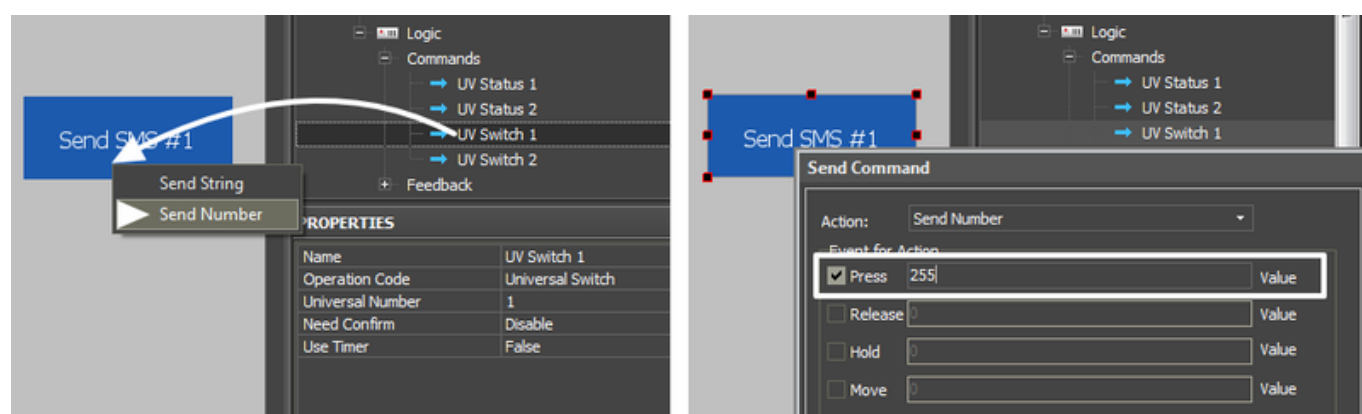 Logic
Commands
UV Status 1
UV Status 2
UV Switch 1
UV Switch 2
Feedback
Send SMS #1
Send String
Send Number
PROPERTIES
Name UV Switch 1
Operation Code Universal Switch
Universal Number 1
Need Confirm Disable
Use Timer False
Logic
Commands
UV Status 1
UV Status 2
UV Switch 1
Send SMS #1
Send Command
Action: Send Number
Event for Action
Press 255 Value
Release 0 Value
Hold 0 Value
Move 0 Value